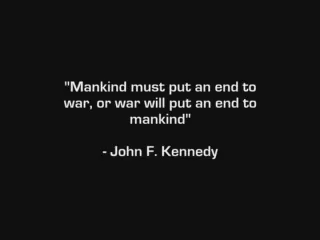 "Mankind must put an end to
war, or war will put an end to
mankind"
- John F. Kennedy